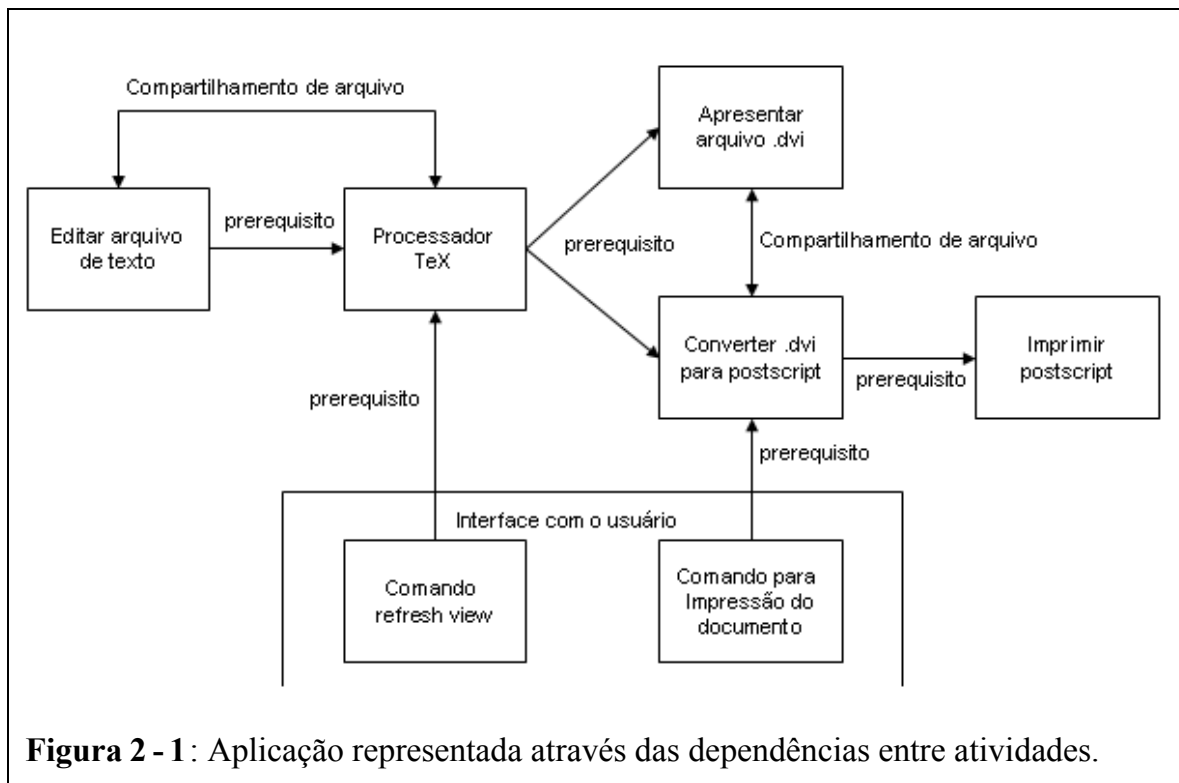 Compartilhamento de arquivo
Apresentar
arquivo .dvi
Editar arquivo
de texto
prerequisito
Processador
TeX
prerequisito
Compartilhamento de arquivo
Converter .dvi
para postscript
prerequisito
Imprimir
postscript
prerequisito
prerequisito
Interface com o usuário
Comando
refresh view
Comando para
Impressão do
documento
Figura 2 - 1: Aplicação representada através das dependências entre atividades.